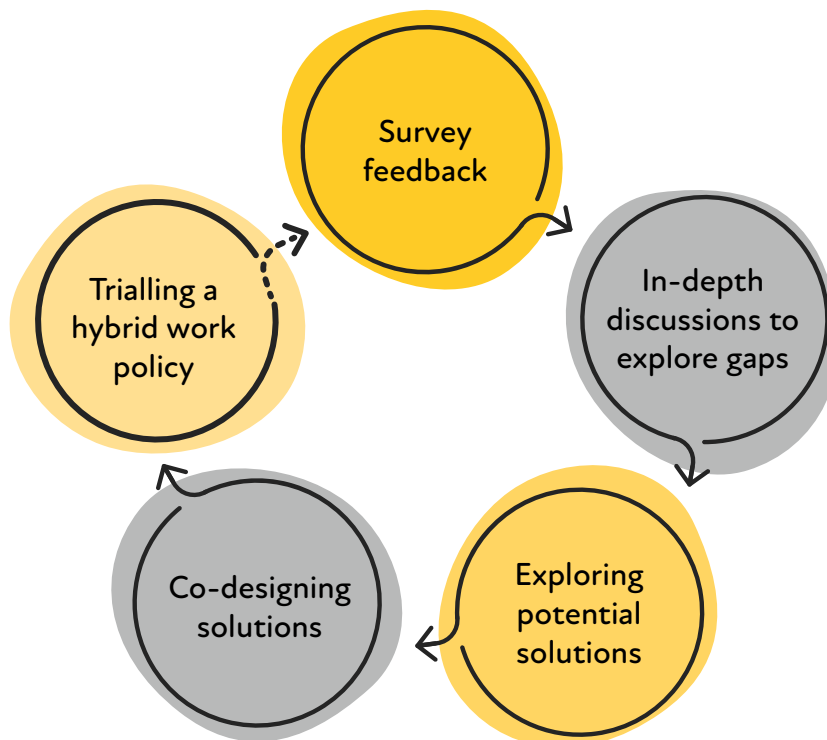 Survey
feedback
In-depth
discussions to
explore gaps
Exploring
potential
solutions
Co-designing
solutions
Trialling a
hybrid work
policy